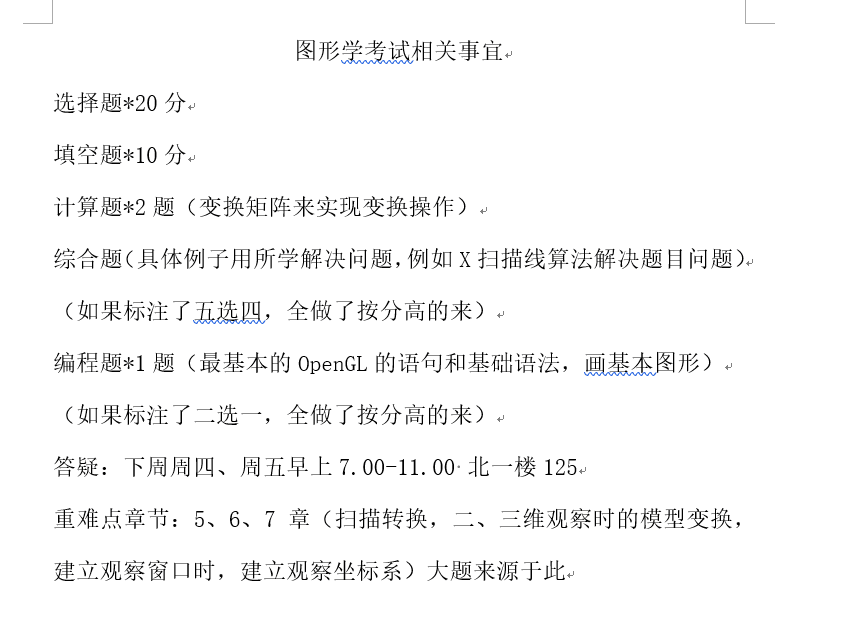 图形学考试相关事宜
选择题*20 分
填空题*10 分
计算题*2 题（变换矩阵来实现变换操作）
综合题(具体例子用所学解决问题,例如 X 扫描线算法解决题目问题)
（如果标注了五选四，全做了按分高的来）
编程题*1 题（最基本的 OpenGL 的语句和基础语法，画基本图形）
（如果标注了二选一，全做了按分高的来）
答疑：下周周四、周五早上 7.00-11.00 北一楼 125
重难点章节：5、6、7 章（扫描转换，二、三维观察时的模型变换，
建立观察窗口时，建立观察坐标系）大题来源于此